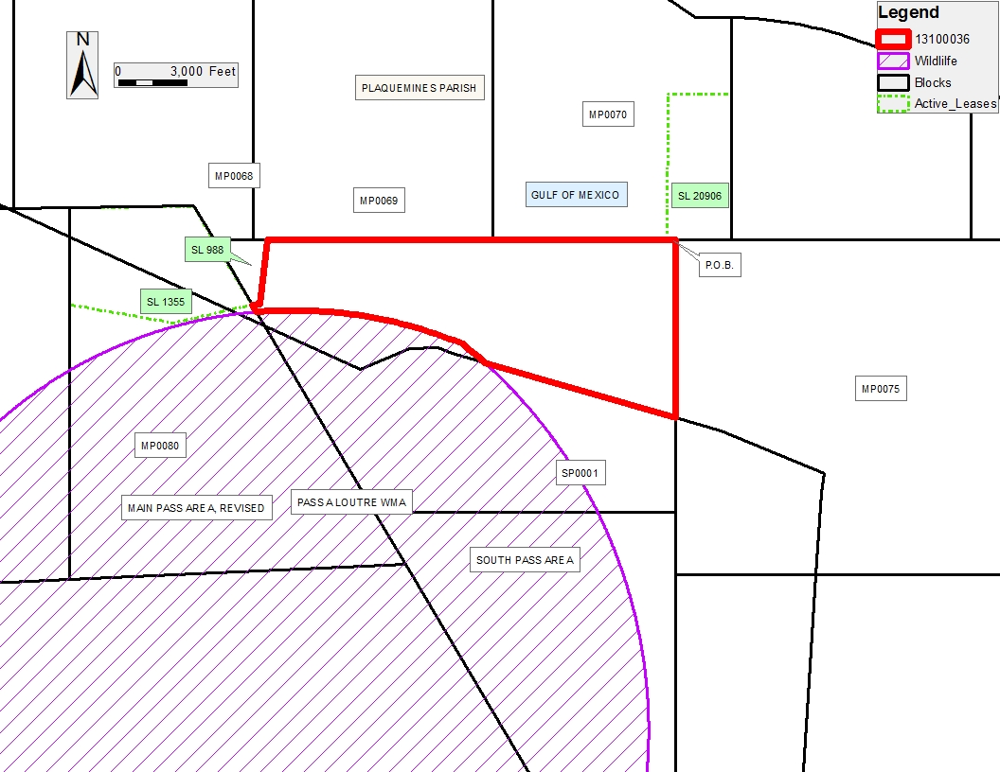 Legend
13100036
Wildlilfe
Blocks
Active_Leases
N
0 3,000 Feet
PLAQUEMINES PARISH
MP0070
MP0068
MP0069
GULF OF MEXICO
SL 20906
SL 988
P.O.B.
SL 1355
MP0075
MP0080
SP0001
MAIN PASS AREA, REVISED
PASS A LOUTRE WMA
SOUTH PASS AREA